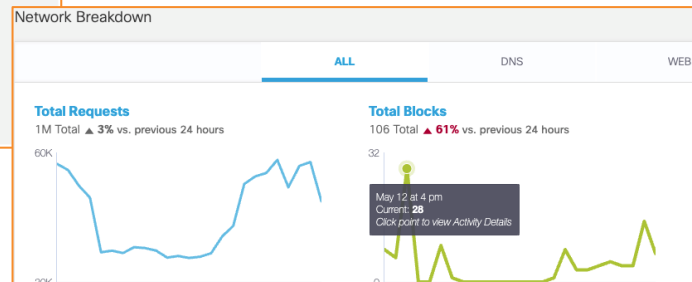 Network Breakdown
ALL DNS WEB
Total Requests
1M Total ▲ 3% vs. previous 24 hours
60K
Total Blocks
106 Total ▲ 61% vs. previous 24 hours
32
May 12 at 4 pm
Current: 28
Click point to view Activity Details
0